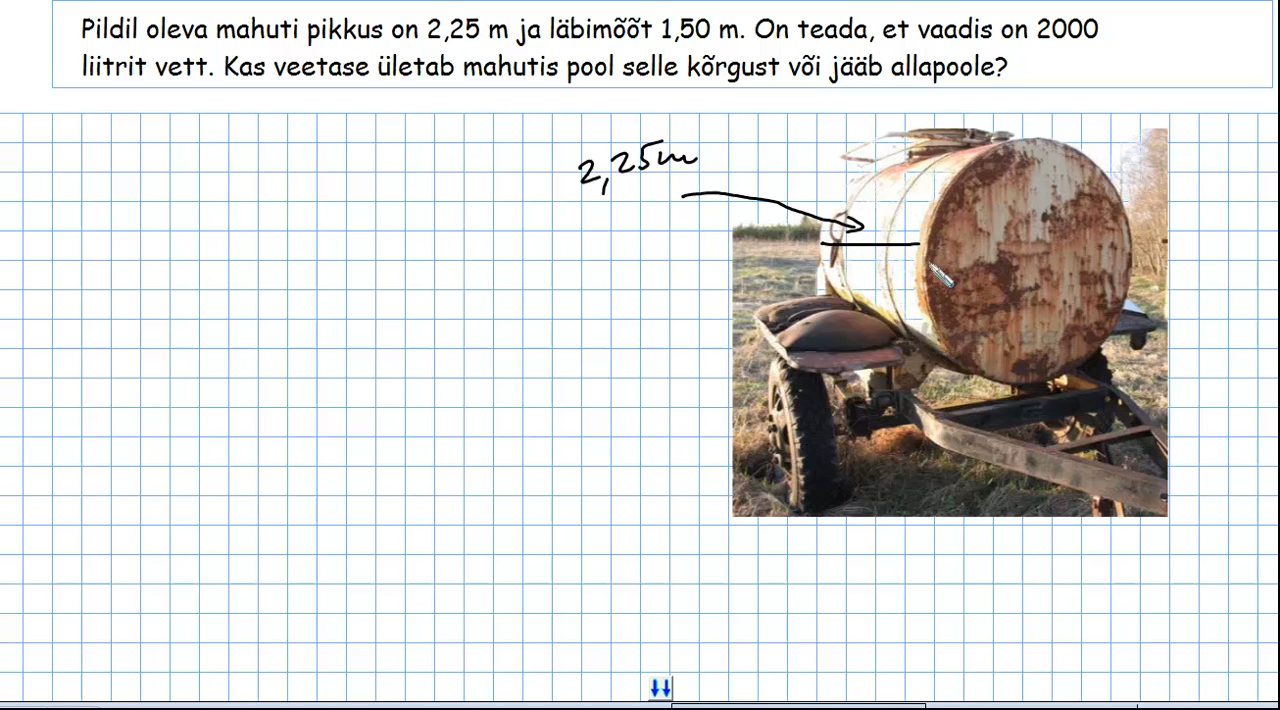 Pildil oleva mahuti pikkus on 2,25 m ja läbimõõt 1,50 m. On teada, et vaadis on 2000
liitrit vett. Kas veetase ületab mahutis pool selle kõrgust või jääb allapoole?
2,25m